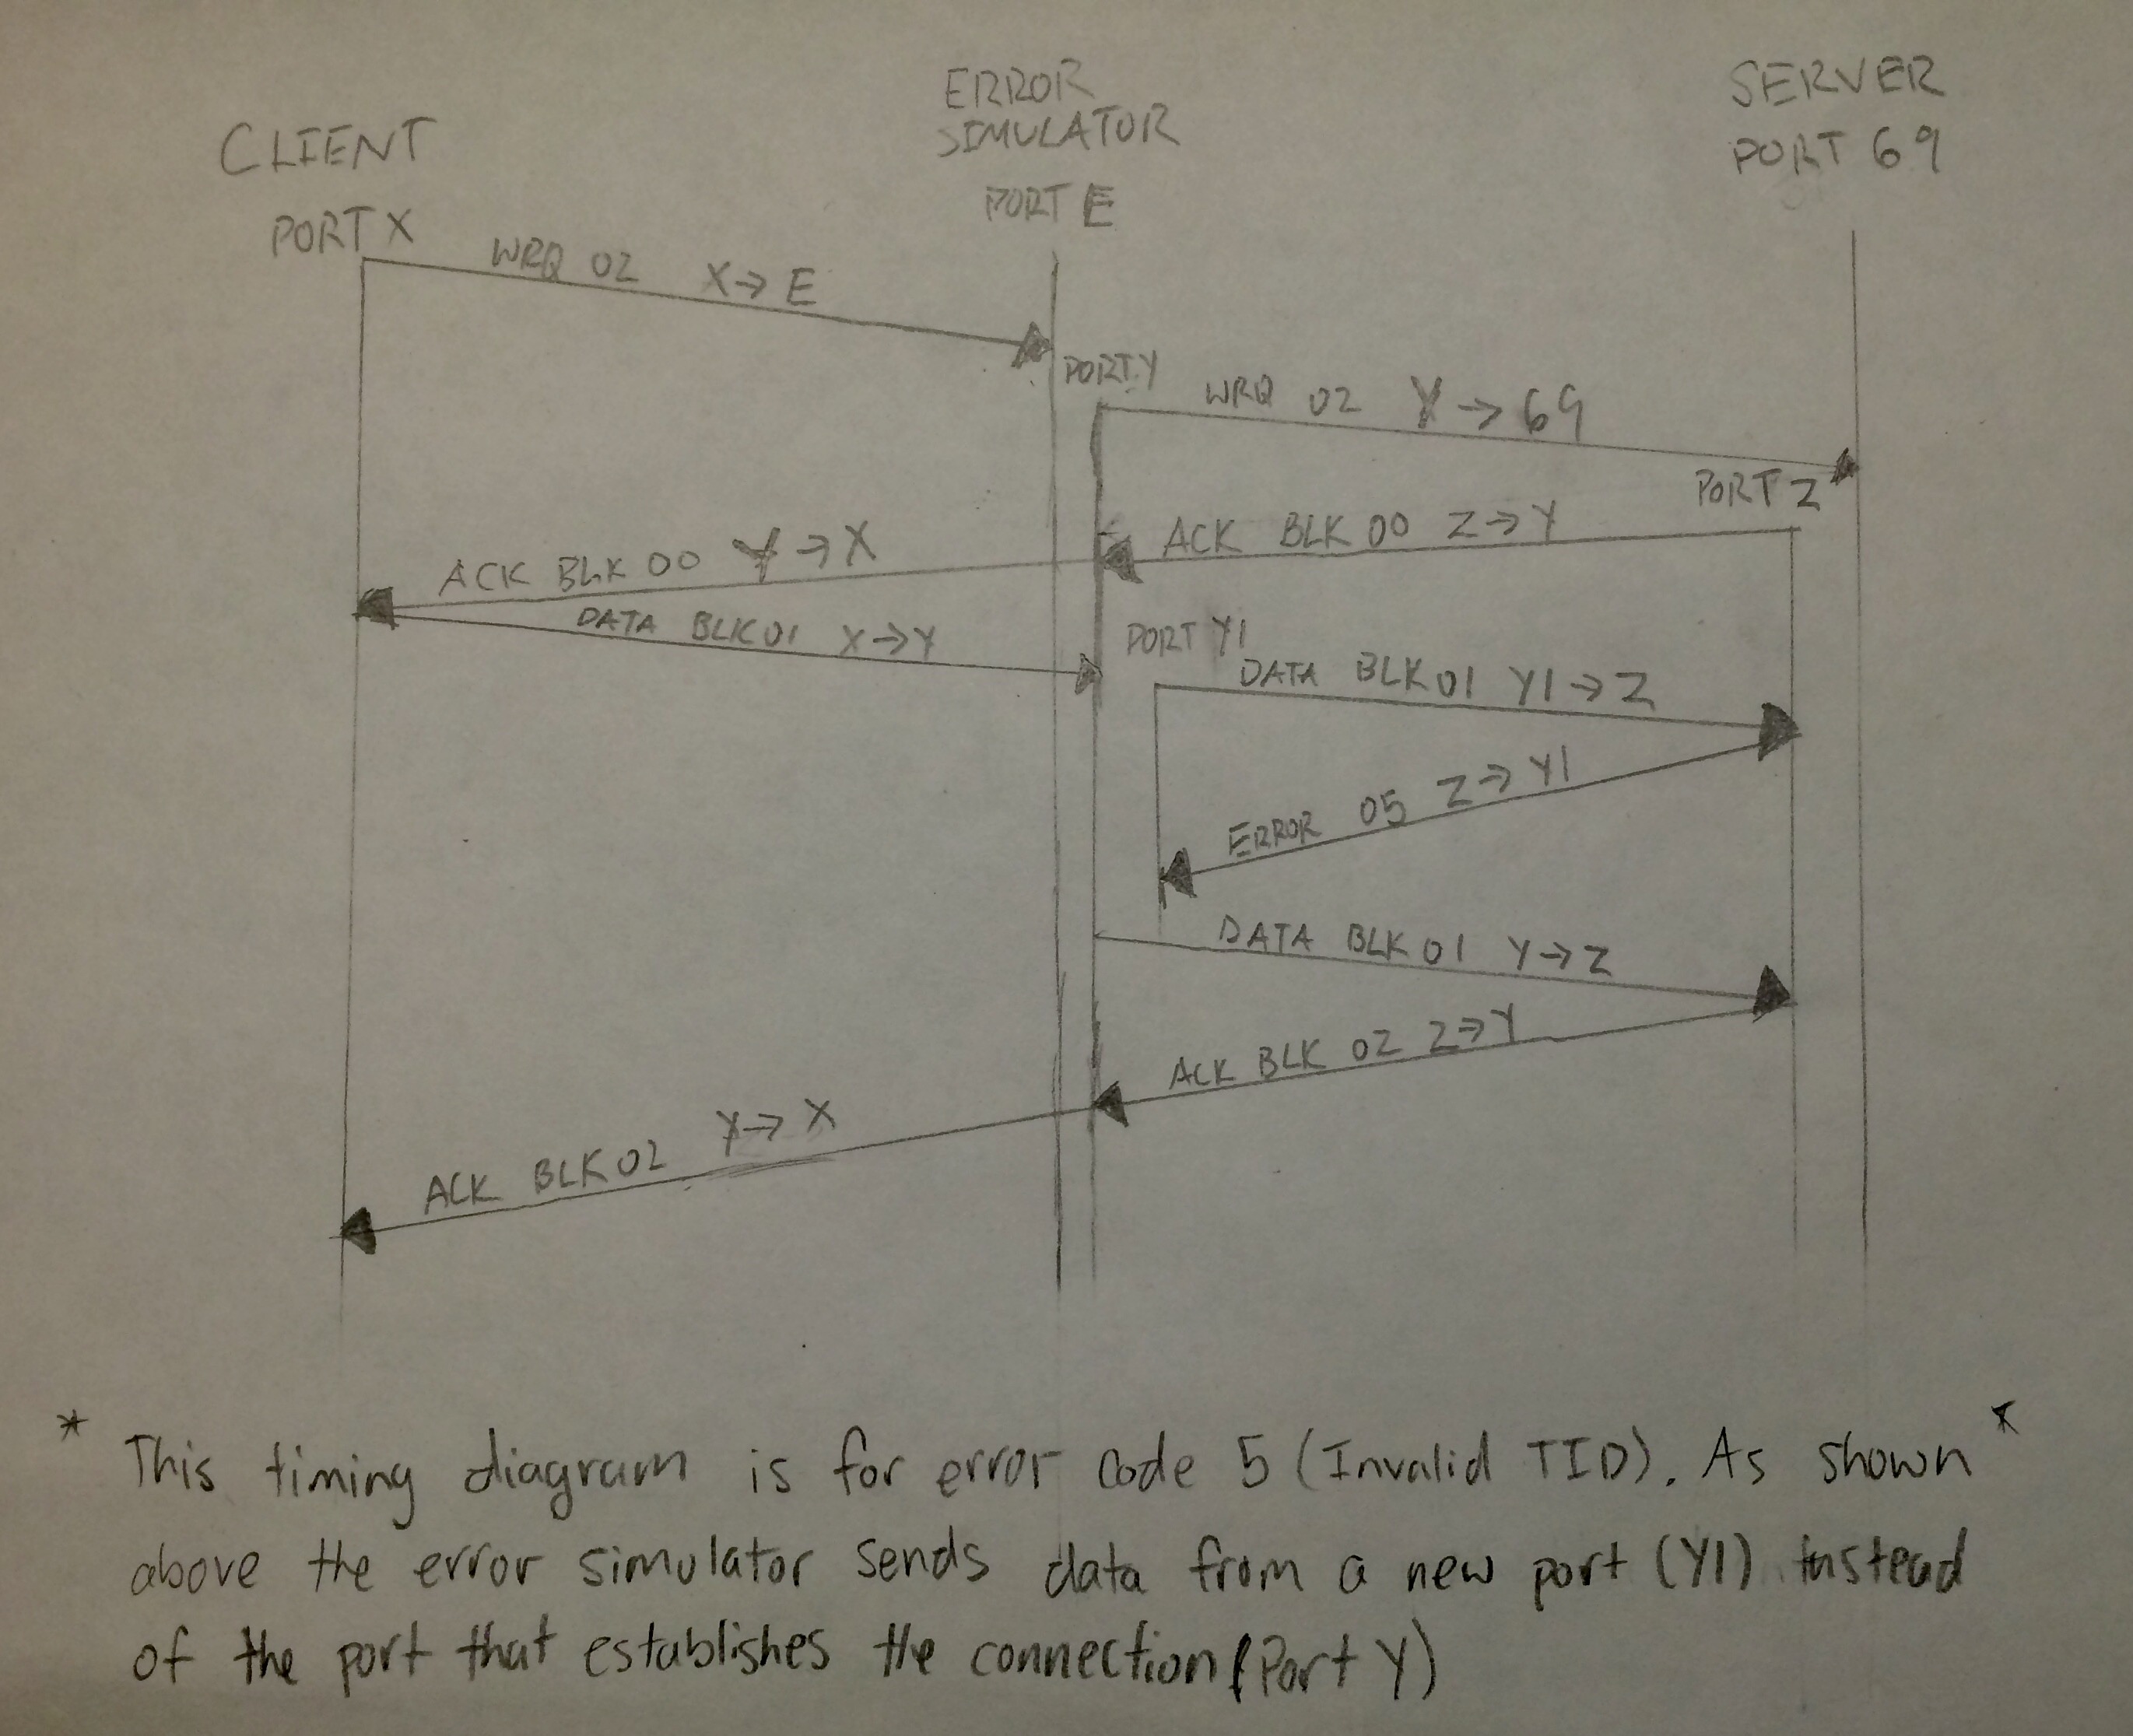 ERROR
SIMULATOR
PORT E
SERVER
PORT 69
CLIENT
PORT X
WRQ 02 X→E
PORT Y
WRQ 02 Y→69
PORT Z
ACK BLK 00 Z→Y
ACK BLK 00 Y→X
DATA BLK 01 X→Y
PORT Y1
DATA BLK 01 Y1→Z
ERROR 05 Z→Y1
DATA BLK 01 Y→Z
ACK BLK 02 Z→Y
ACK BLK 02 Y→X
* This timing diagram is for error code 5 (Invalid TID). As shown *
above the error simulator sends data from a new port (Y1) instead
of the port that establishes the connection (Port Y)